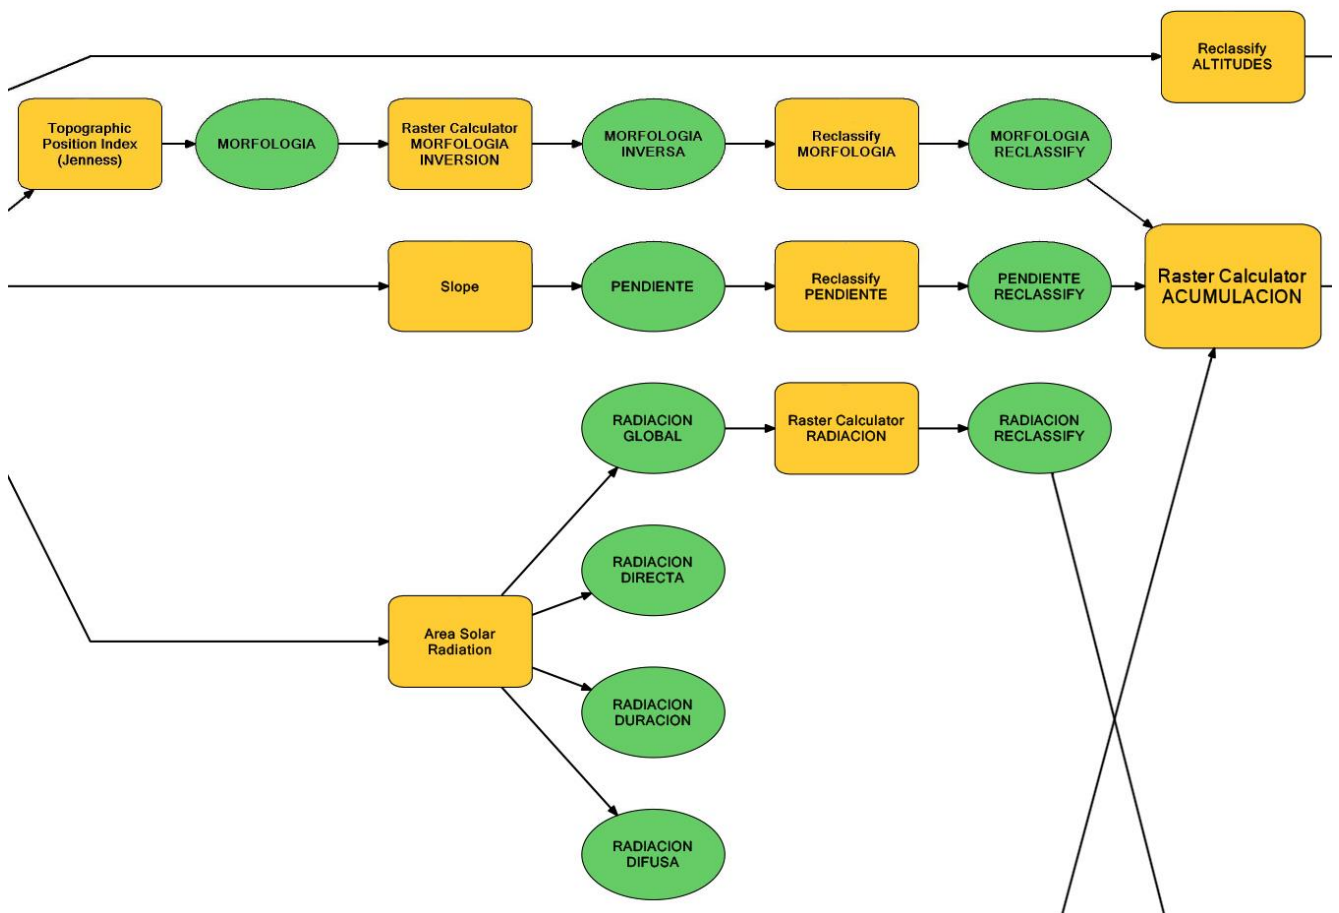 Reclassify
ALTITUDES
Topographic
Position Index
(Jenness)
MORFOLOGIA
Raster Calculator
MORFOLOGIA
INVERSION
MORFOLOGIA
INVERSA
Reclassify
MORFOLOGIA
MORFOLOGIA
RECLASSIFY
Slope
PENDIENTE
Reclassify
PENDIENTE
PENDIENTE
RECLASSIFY
Raster Calculator
ACUMULACION
RADIACION
GLOBAL
Raster Calculator
RADIACION
RADIACION
RECLASSIFY
RADIACION
DIRECTA
Area Solar
Radiation
RADIACION
DURACION
RADIACION
DIFUSA